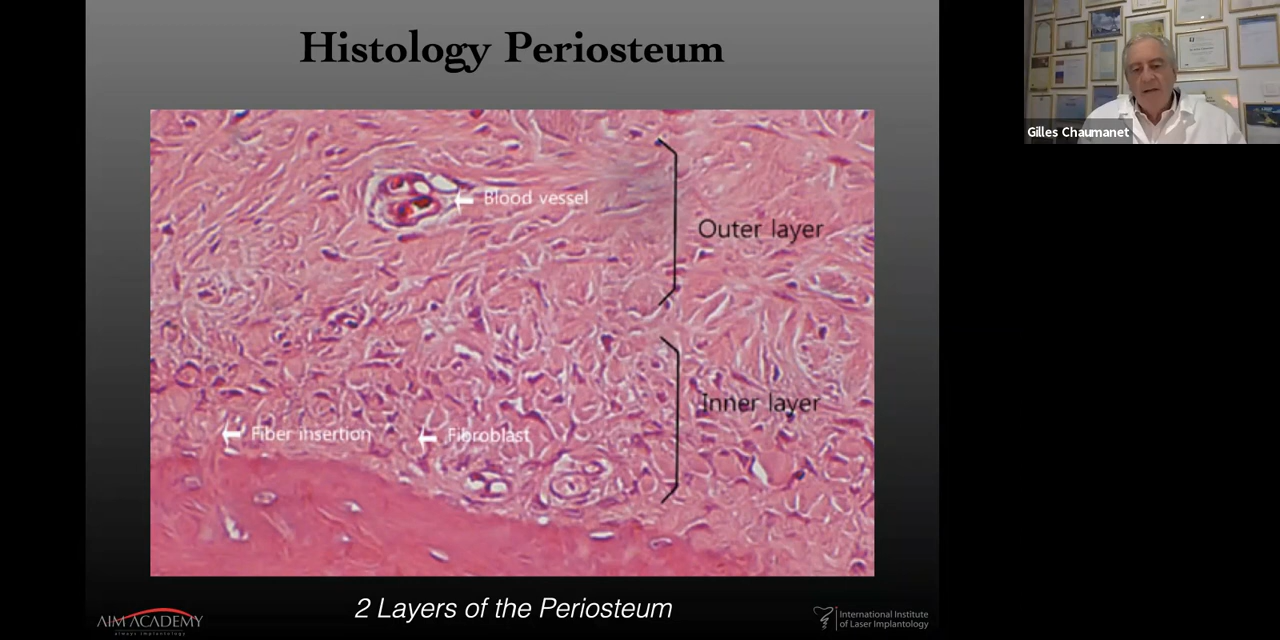 Histology Periosteum
Gilles Chaumanet
Blood vessel
Outer layer
Inner layer
Fiber insertion
Fibroblast
2 Layers of the Periosteum
AIM ACADEMY
always implantology
International Institute
of Laser Implantology